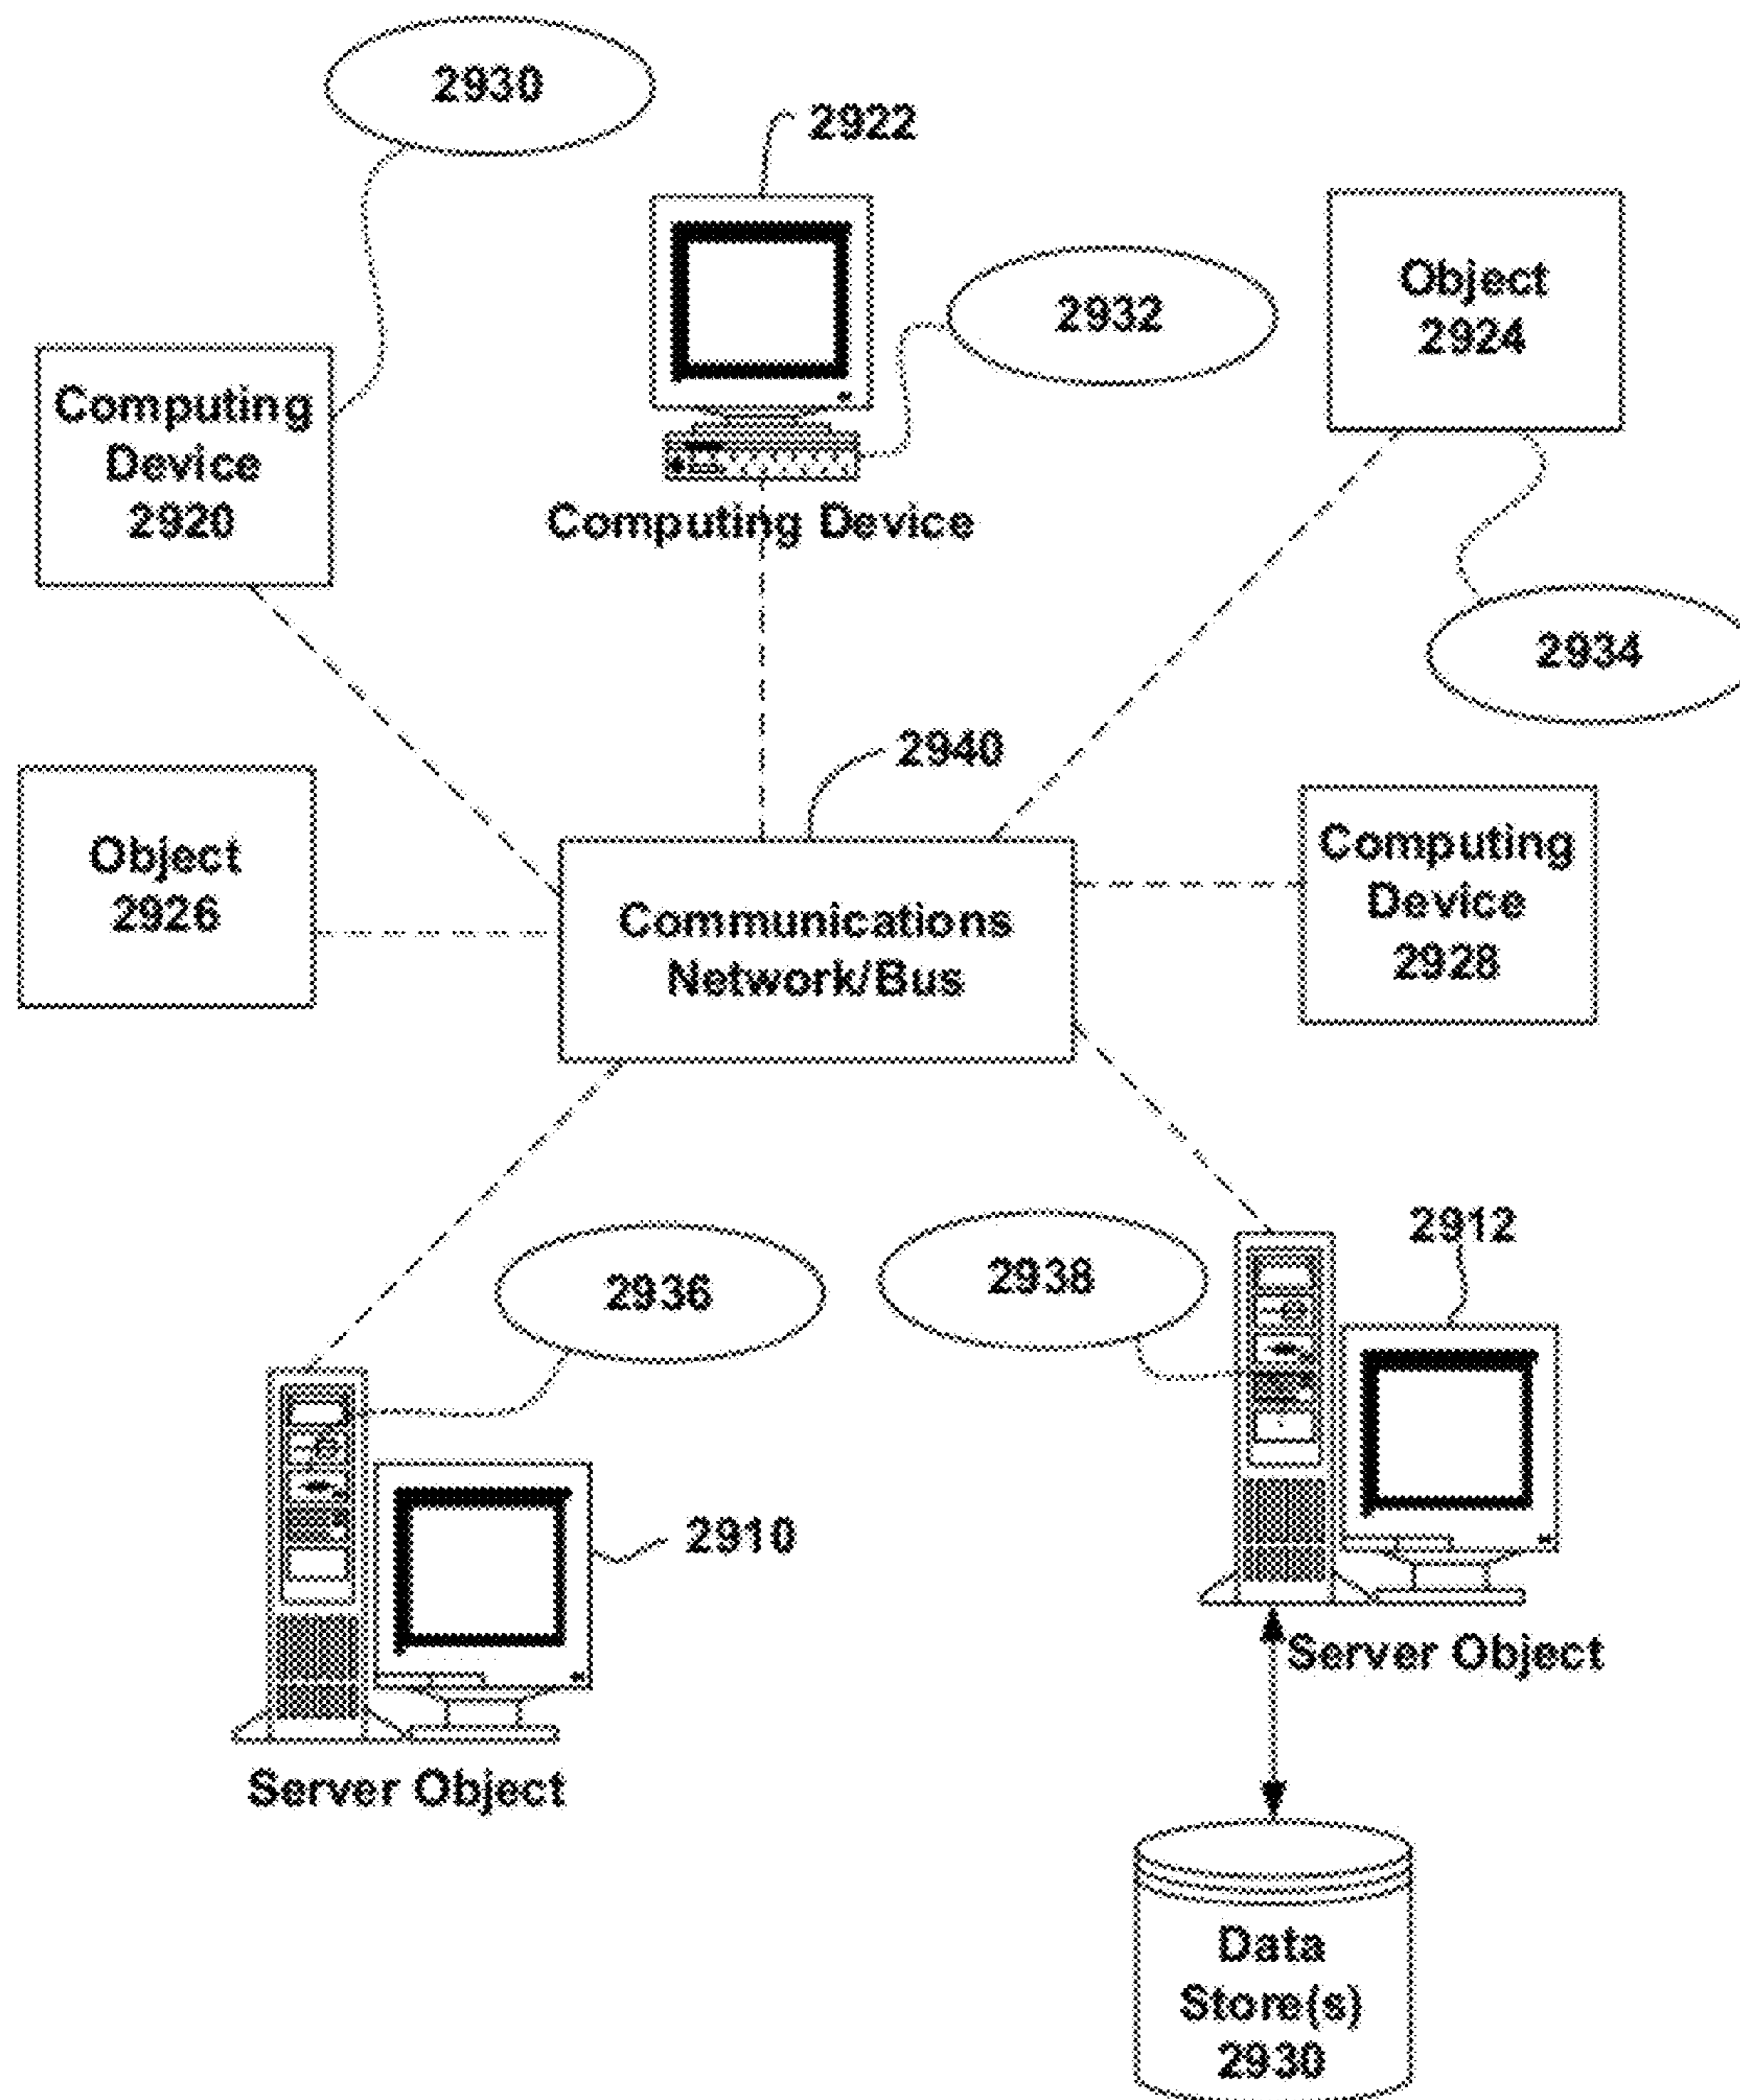 2930
2922
2932
Object
2924
Computing
Device
2920
Computing Device
2934
2940
Object
2926
Computing
Device
2928
Communications
Network/Bus
2936
2938
2912
2910
Server Object
Server Object
Data
Store(s)
2930